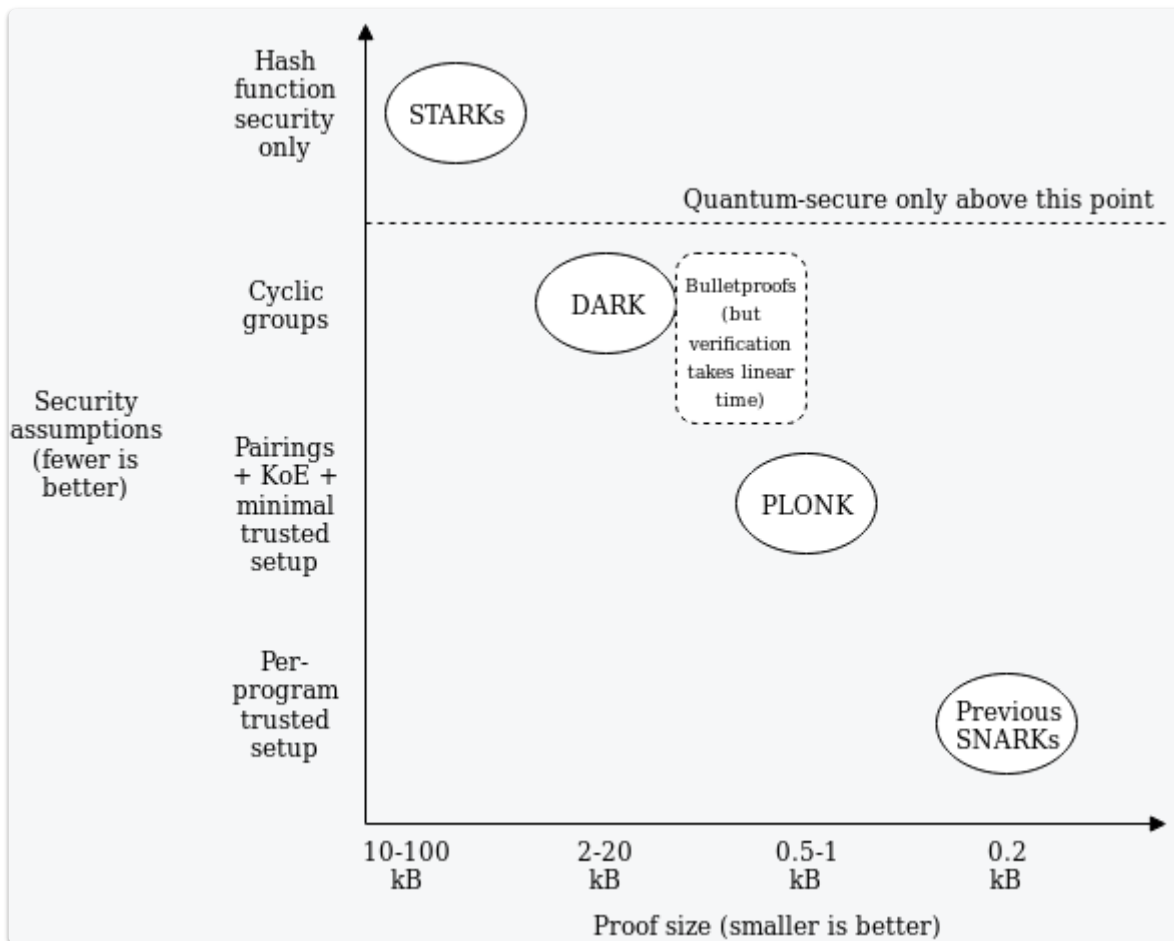 Hash
function
security
only
STARKs
Quantum-secure only above this point
Cyclic
groups
DARK
Bulletproofs
(but
verification
takes linear
time)
Security
assumptions
(fewer is
better)
Pairings
+ KoE +
minimal
trusted
setup
PLONK
Per-
program
trusted
setup
Previous
SNARKs
10-100
kB
2-20
kB
0.5-1
kB
0.2
kB
Proof size (smaller is better)